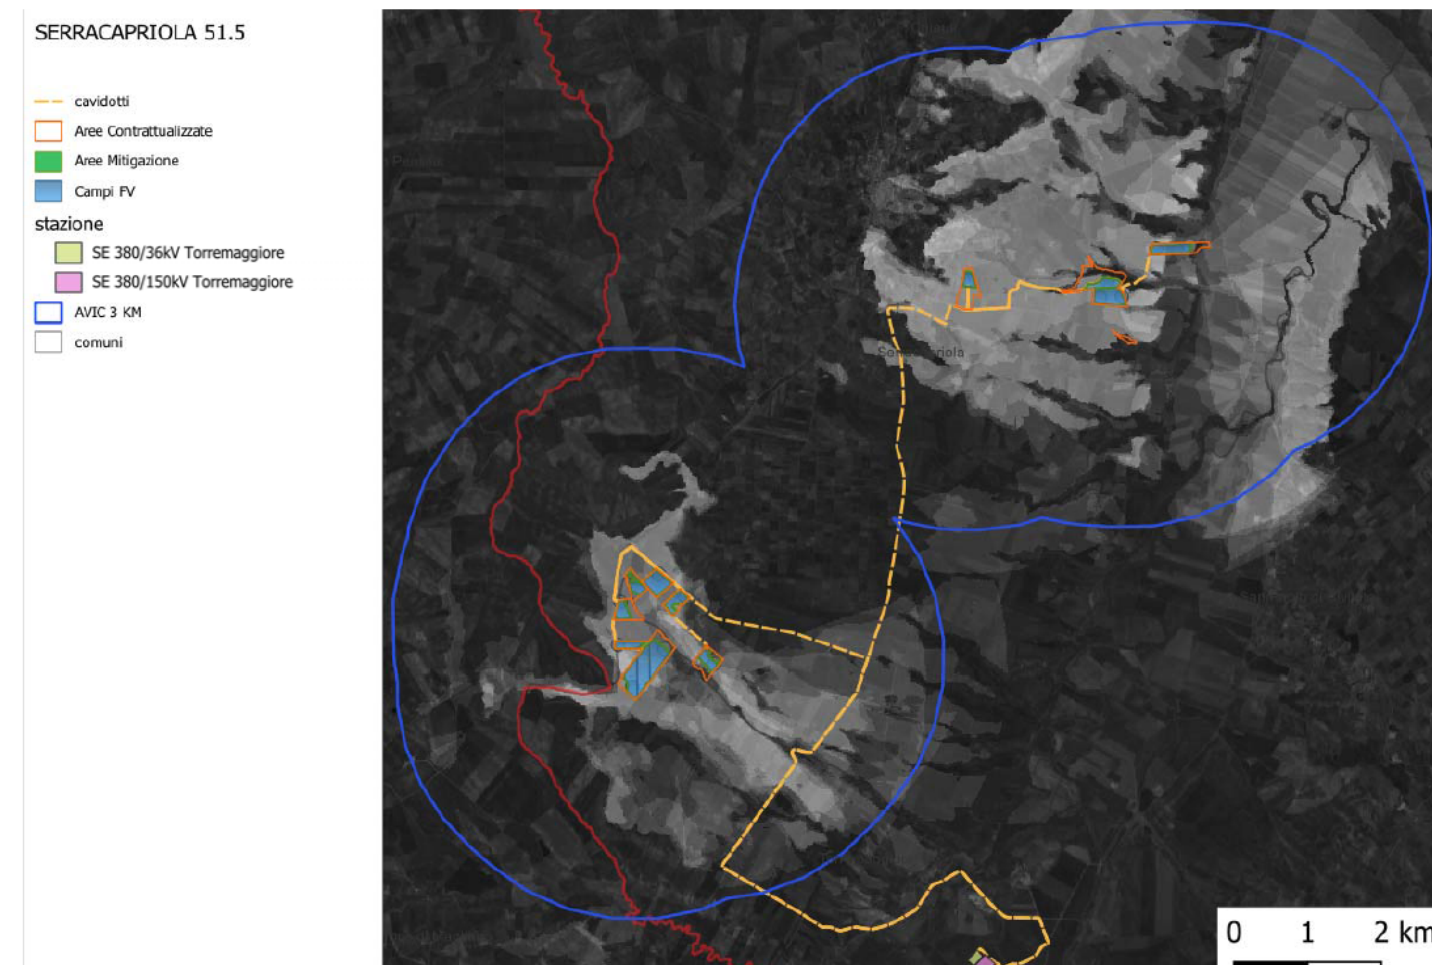 SERRACAPRIOLA 51.5
cavidotti
Aree Contrattualizzate
Aree Mitigazione
Campi FV
stazione
SE 380/36kV Torremaggiore
SE 380/150kV Torremaggiore
AVIC 3 KM
comuni
0 1 2 km